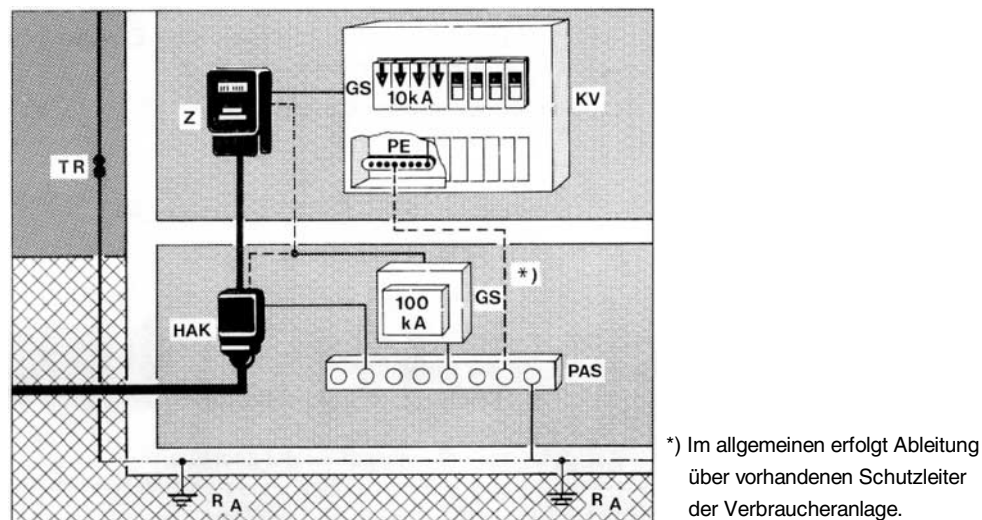 GS
10kA
KV
Z
PE
TR
*)
100
kA
GS
HAK
PAS
R A
R A
*) Im allgemeinen erfolgt Ableitung
über vorhandenen Schutzleiter
der Verbraucheranlage.